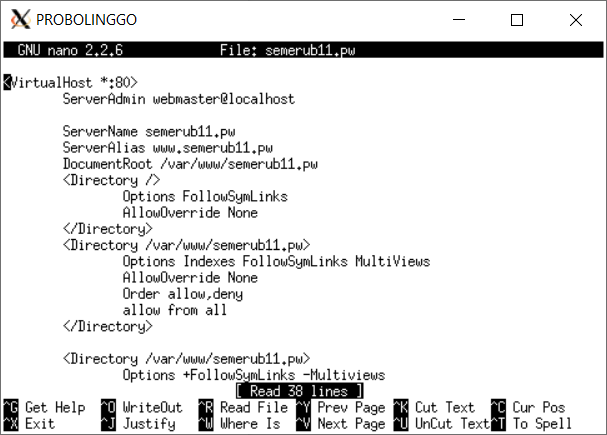 PROBOLINGGO
GNU nano 2.2.6 File: semerub11.pw
<VirtualHost *:80>
ServerAdmin webmaster@localhost
ServerName semerub11.pw
ServerAlias www.semerub11.pw
DocumentRoot /var/www/semerub11.pw
<Directory />
Options FollowSymLinks
AllowOverride None
</Directory>
<Directory /var/www/semerub11.pw>
Options Indexes FollowSymLinks MultiViews
AllowOverride None
Order allow,deny
allow from all
</Directory>
<Directory /var/www/semerub11.pw>
Options +FollowSymLinks -Multiviews
[ Read 38 lines ]
^G Get Help ^O WriteOut ^R Read File ^Y Prev Page ^K Cut Text ^C Cur Pos
^X Exit ^J Justify ^W Where Is ^V Next Page ^U UnCut Text ^T To Spell